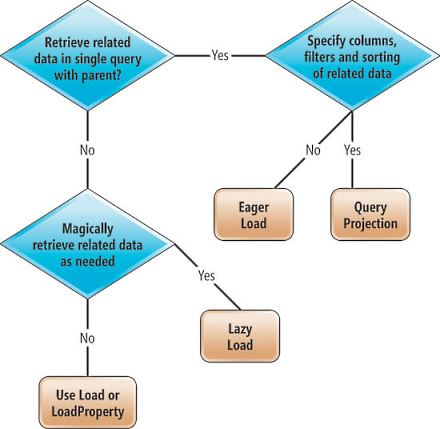 Retrieve related
data in single query
with parent?
Yes
Specify columns,
filters and sorting
of related data
No
No
Yes
Eager
Load
Query
Projection
Magically
retrieve related data
as needed
Yes
No
Lazy
Load
Use Load or
LoadProperty